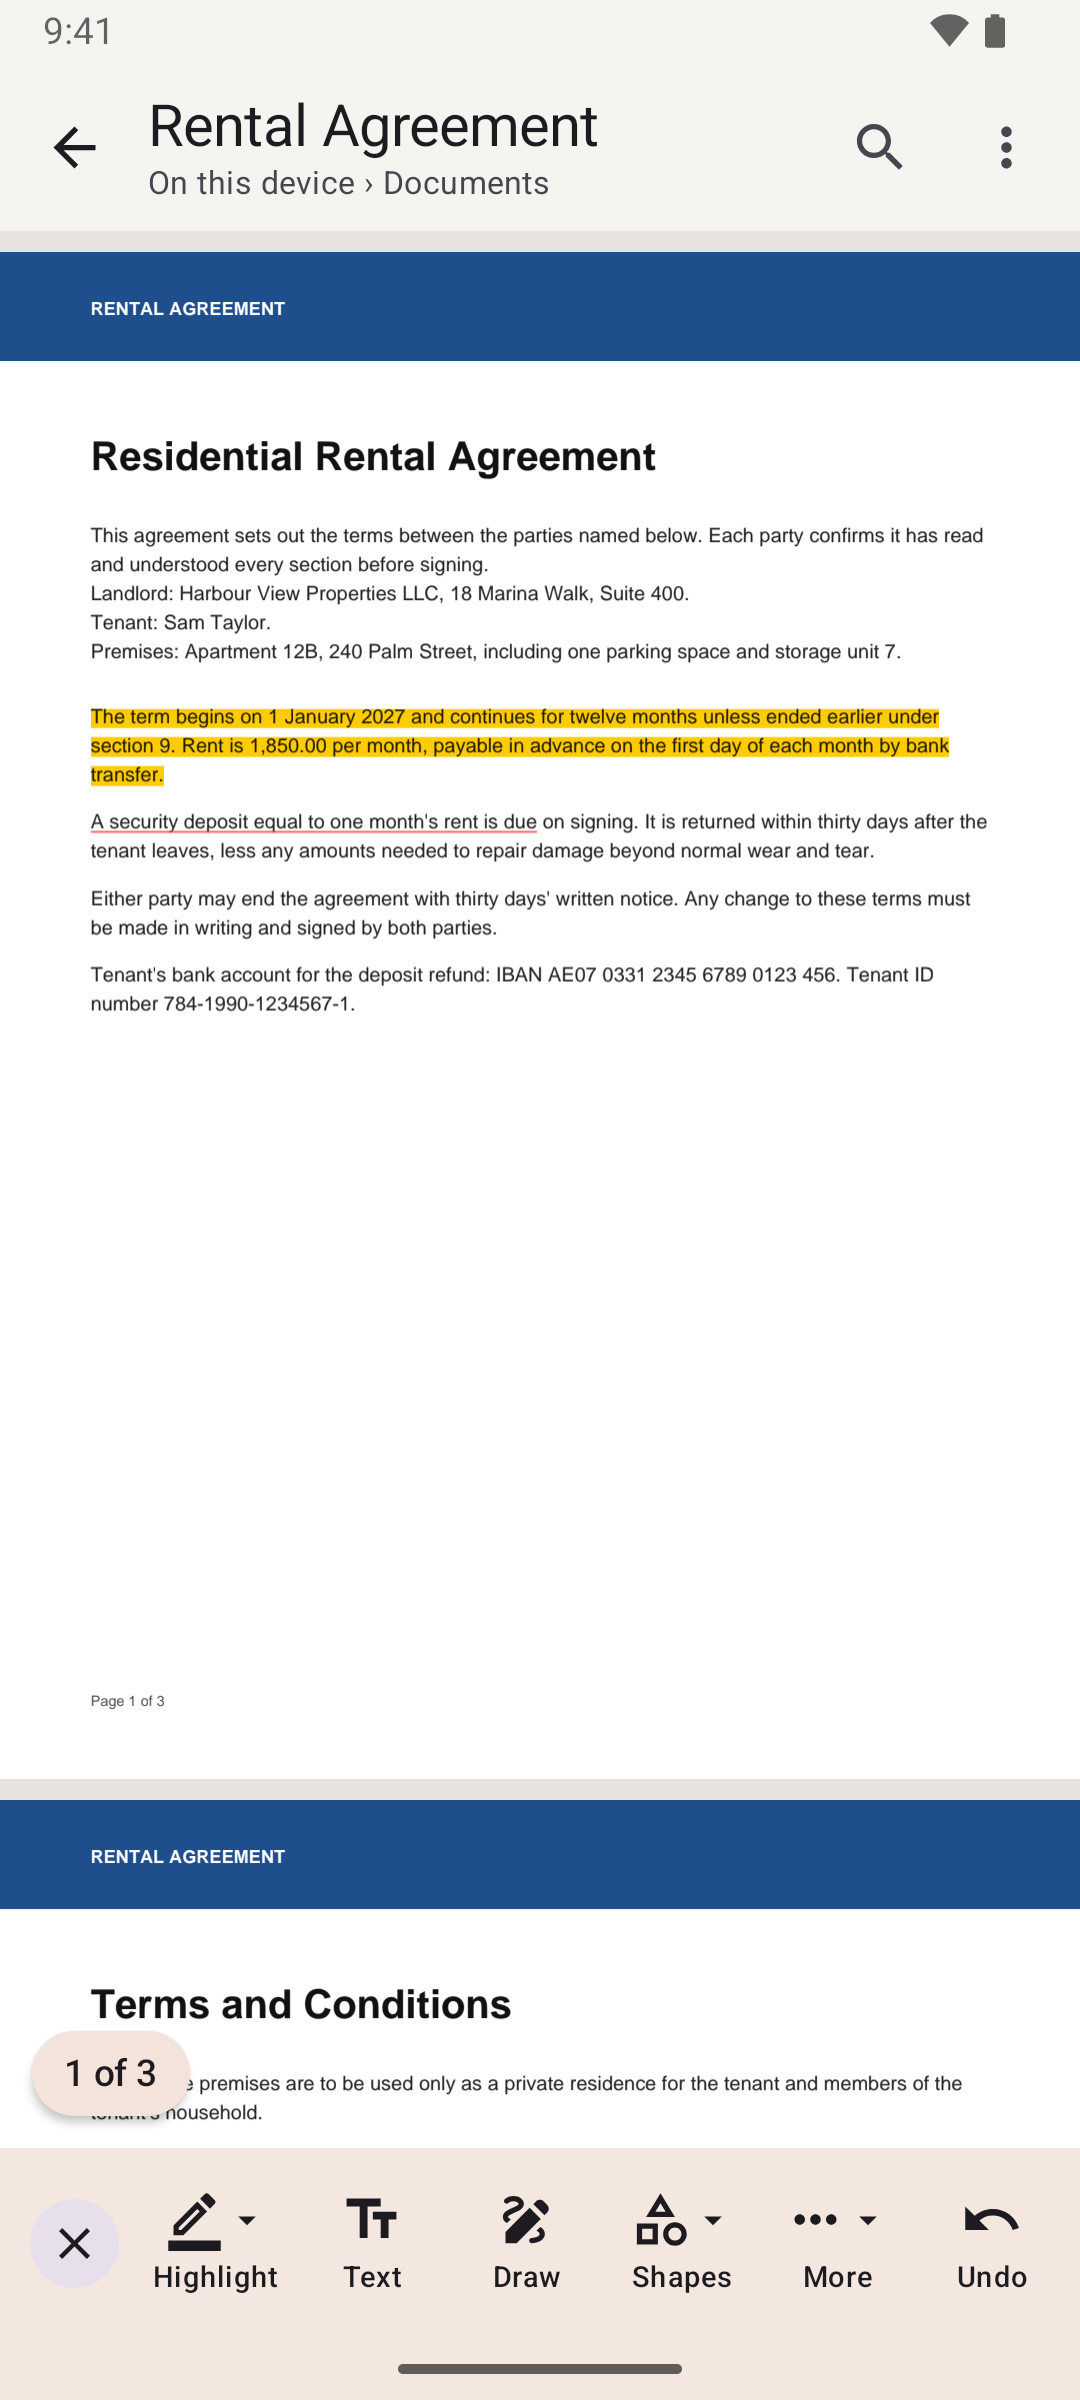 9:41
Rental Agreement
On this device › Documents
RENTAL AGREEMENT
Residential Rental Agreement
This agreement sets out the terms between the parties named below. Each party confirms it has read
and understood every section before signing.
Landlord: Harbour View Properties LLC, 18 Marina Walk, Suite 400.
Tenant: Sam Taylor.
Premises: Apartment 12B, 240 Palm Street, including one parking space and storage unit 7.
The term begins on 1 January 2027 and continues for twelve months unless ended earlier under
section 9. Rent is 1,850.00 per month, payable in advance on the first day of each month by bank
transfer.
A security deposit equal to one month's rent is due on signing. It is returned within thirty days after the
tenant leaves, less any amounts needed to repair damage beyond normal wear and tear.
Either party may end the agreement with thirty days' written notice. Any change to these terms must
be made in writing and signed by both parties.
Tenant's bank account for the deposit refund: IBAN AE07 0331 2345 6789 0123 456. Tenant ID
number 784-1990-1234567-1.
Page 1 of 3
RENTAL AGREEMENT
Terms and Conditions
premises are to be used only as a private residence for the tenant and members of the
household.
1 of 3
Highlight
Text
Draw
Shapes
More
Undo